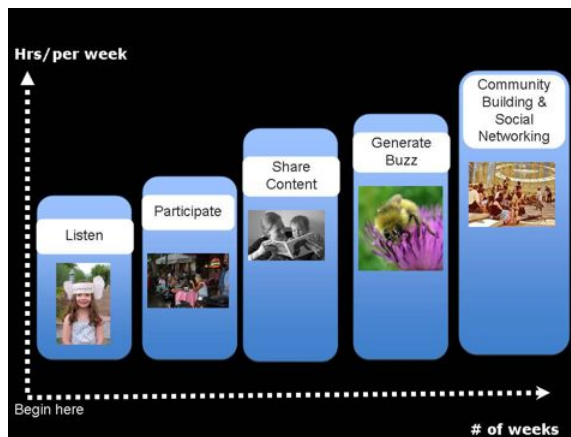 Hrs/per week
Listen
Participate
Share
Content
Generate
Buzz
Community
Building &
Social
Networking
Begin here
# of weeks